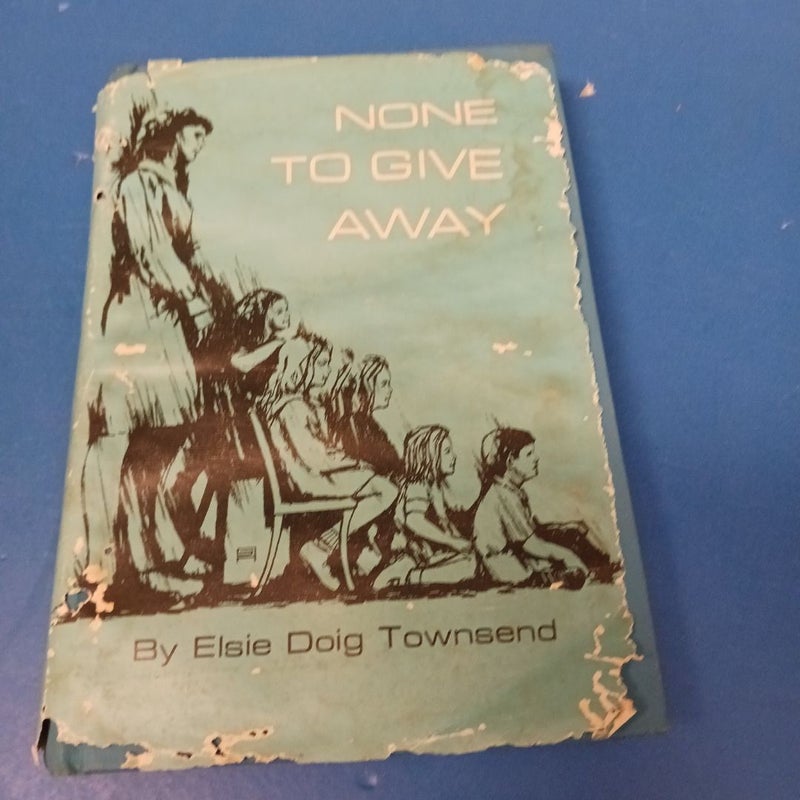 NONE
TO GIVE
AWAY
By Elsie Doig Townsend